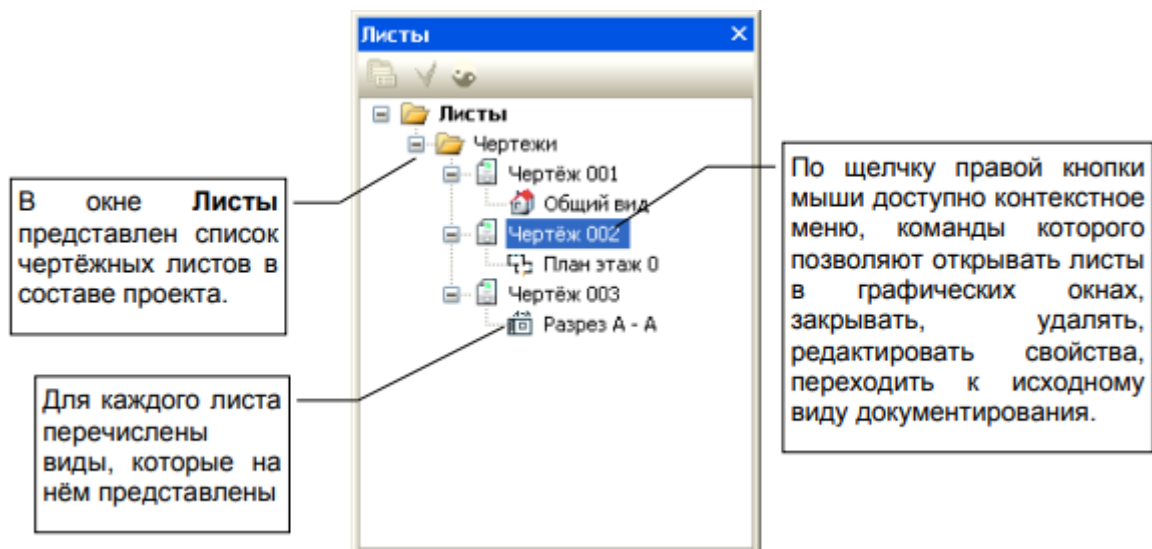 Листы
Листы
Чертежи
Чертёж 001
Общий вид
Чертёж 002
План этаж 0
Чертёж 003
Разрез А - А
В окне Листы
представлен список
чертёжных листов в
составе проекта.
Для каждого листа
перечислены
виды, которые на
нём представлены
По щелчку правой кнопки
мыши доступно контекстное
меню, команды которого
позволяют открывать листы
в графических окнах,
закрывать, удалять,
редактировать свойства,
переходить к исходному
виду документирования.